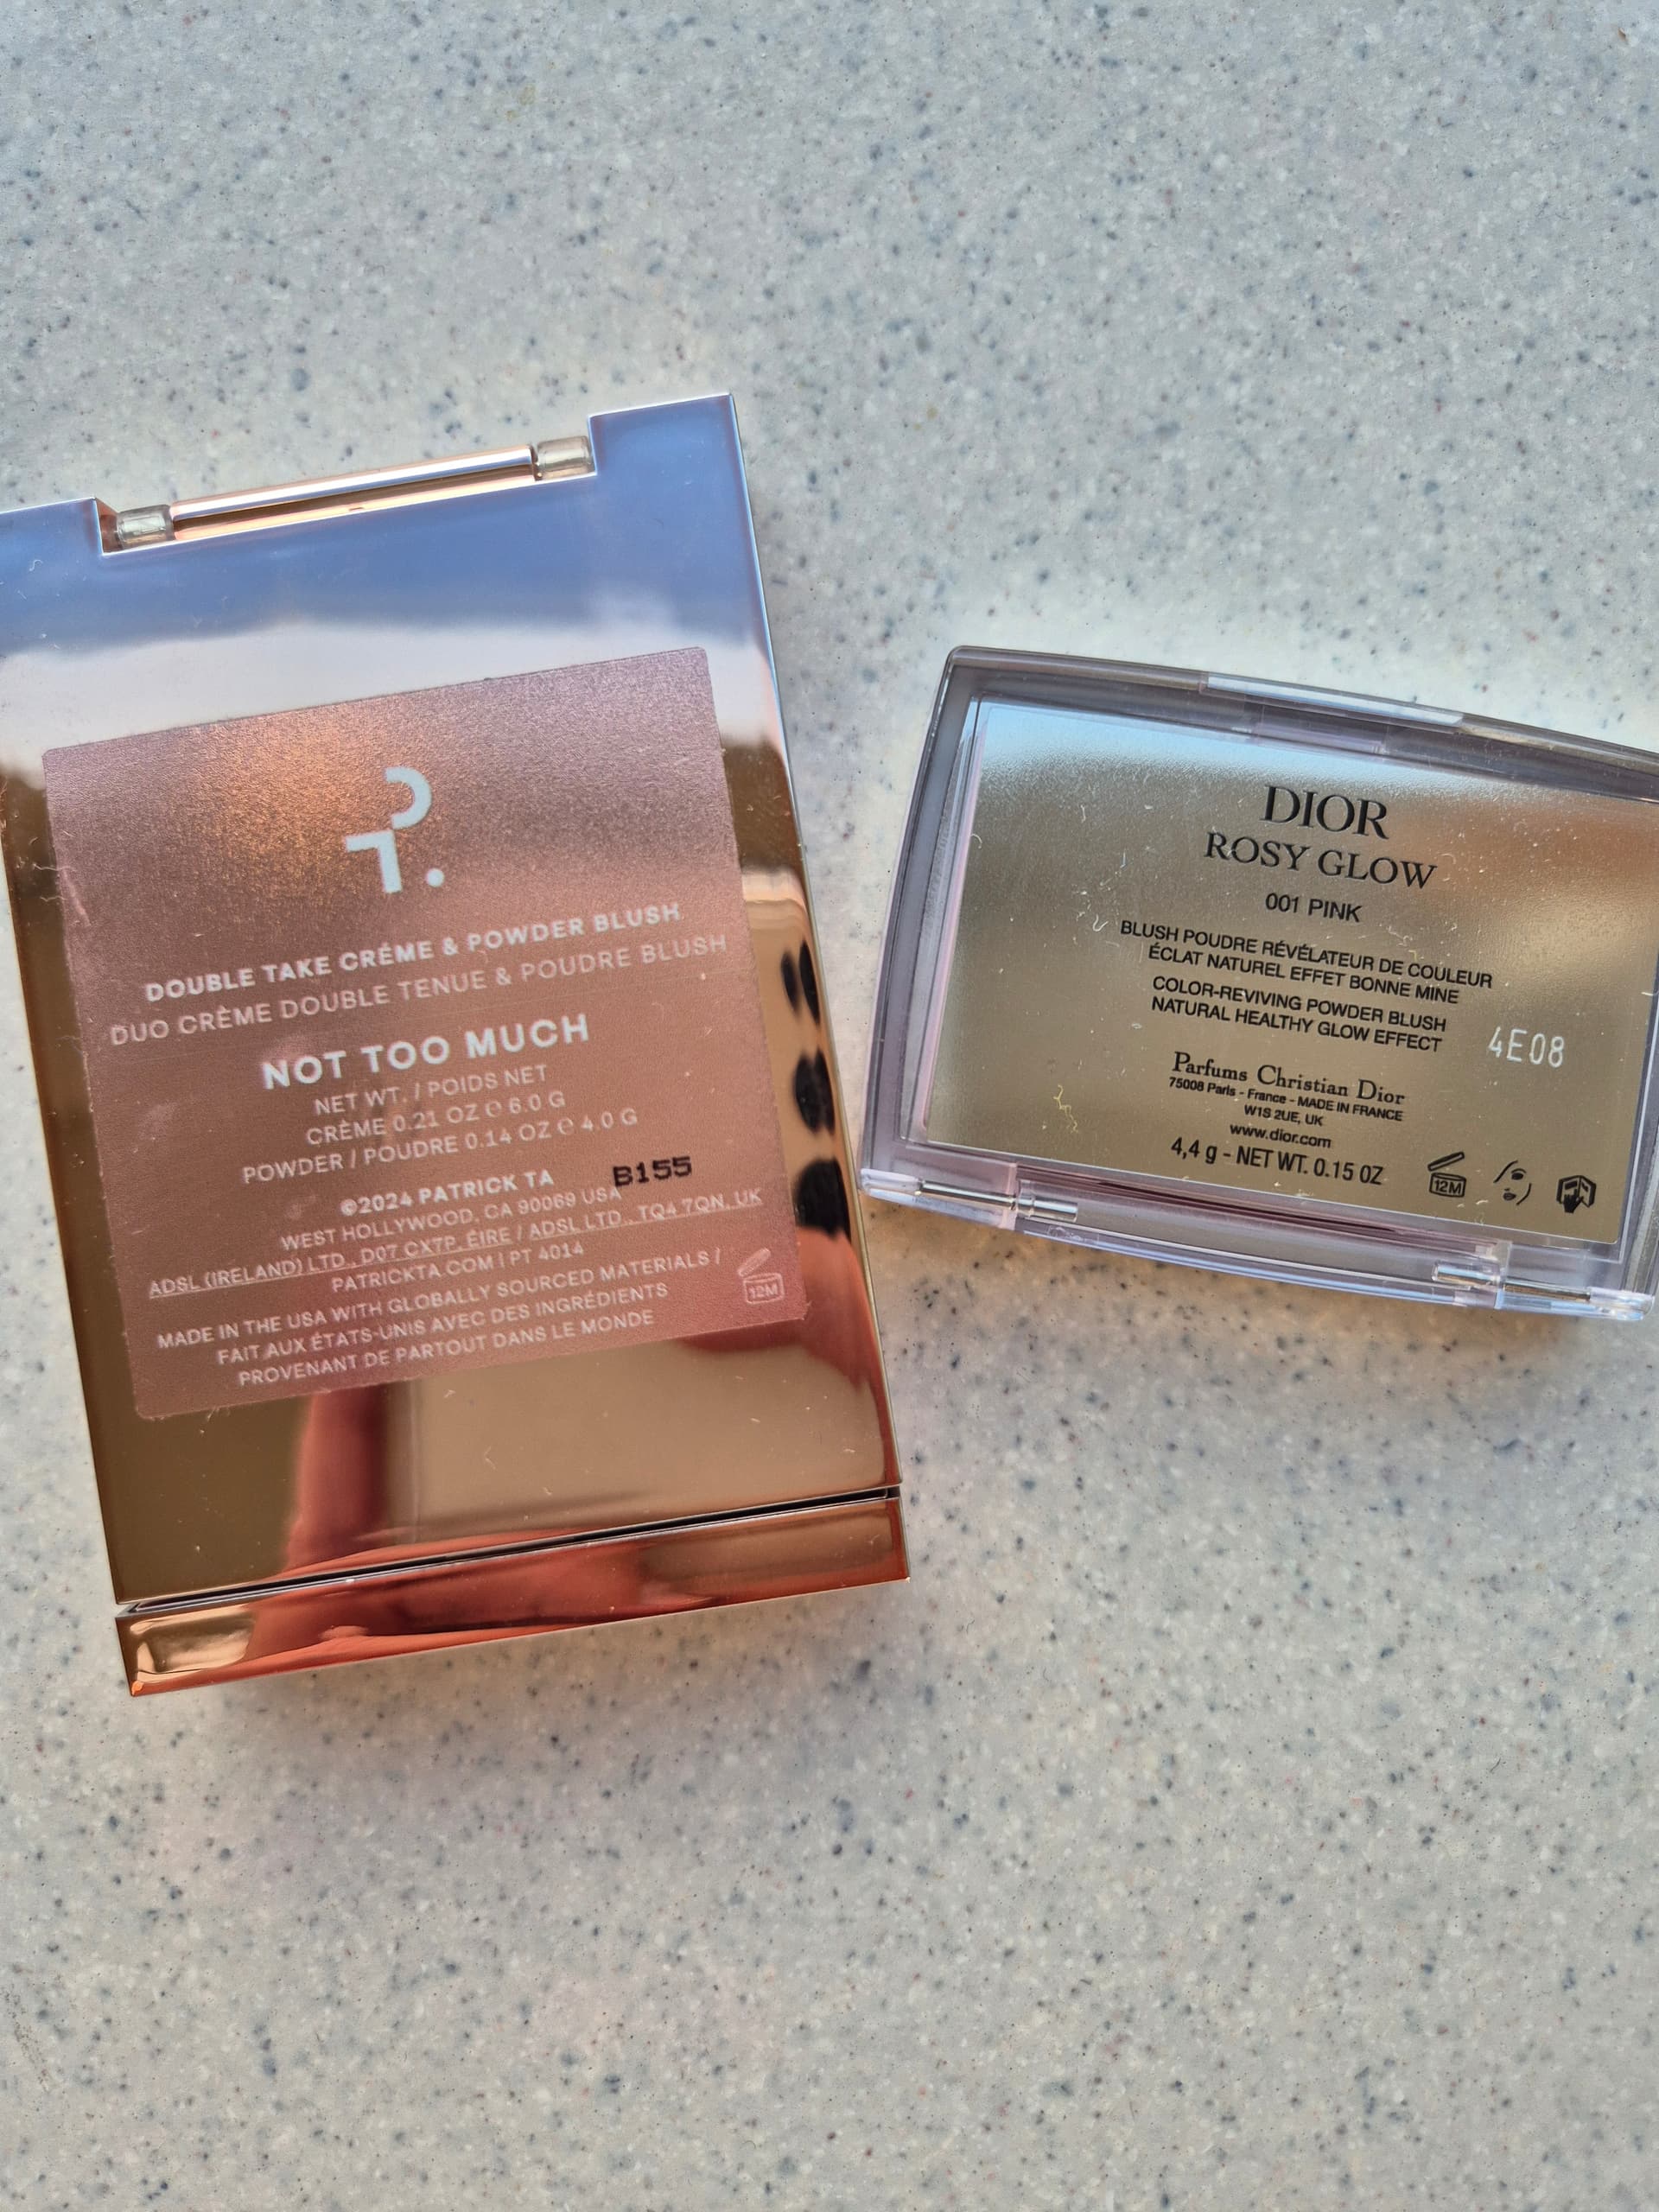 PT.
DOUBLE TAKE CRÉME & POWDER BLUSH
DUO CRÈME DOUBLE TENUE & POUDRE BLUSH
NOT TOO MUCH
NET WT. / POIDS NET
CRÈME 0.21 OZ ℮ 6.0 G
POWDER / POUDRE 0.14 OZ ℮ 4.0 G
B155
©2024 PATRICK TA
WEST HOLLYWOOD, CA 90069 USA
ADSL (IRELAND) LTD., D07 CX7P, ÉIRE / ADSL LTD., TQ4 7QN, UK
PATRICKTA.COM | PT 4014
MADE IN THE USA WITH GLOBALLY SOURCED MATERIALS /
FAIT AUX ÉTATS-UNIS AVEC DES INGRÉDIENTS
PROVENANT DE PARTOUT DANS LE MONDE
12M
DIOR
ROSY GLOW
001 PINK
BLUSH POUDRE RÉVÉLATEUR DE COULEUR
ÉCLAT NATUREL EFFET BONNE MINE
COLOR-REVIVING POWDER BLUSH
NATURAL HEALTHY GLOW EFFECT
4E08
Parfums Christian Dior
75008 Paris - France - MADE IN FRANCE
W1S 2UE, UK
www.dior.com
4,4 g - NET WT. 0.15 OZ
12M